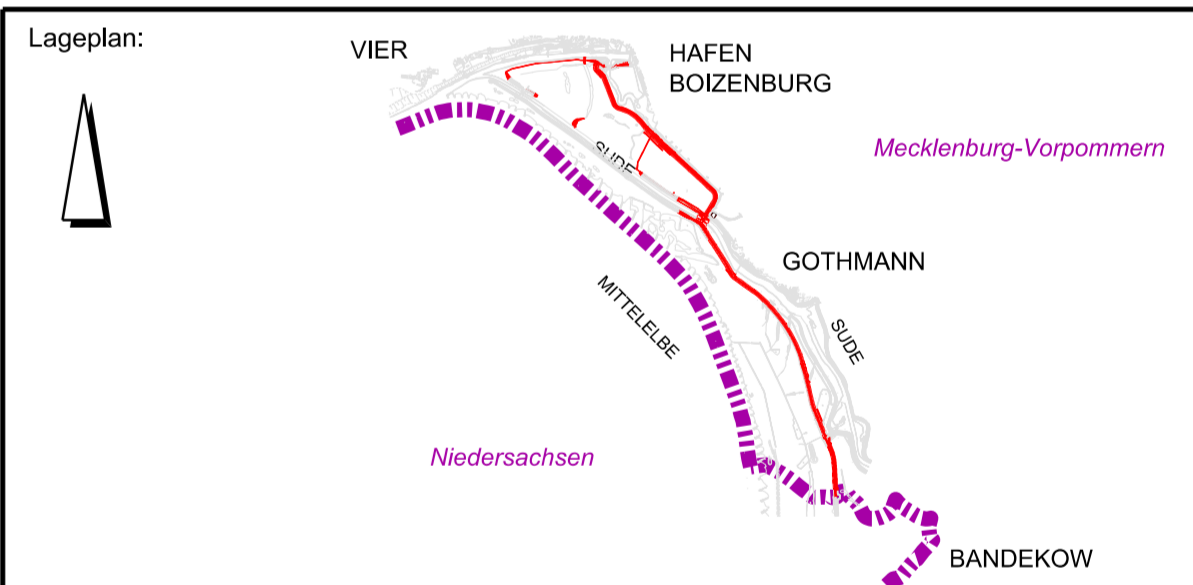 Lageplan:
VIER
HAFEN
BOIZENBURG
Mecklenburg-Vorpommern
SUDE
GOTHMANN
MITTELELBE
SUDE
Niedersachsen
BANDEKOW